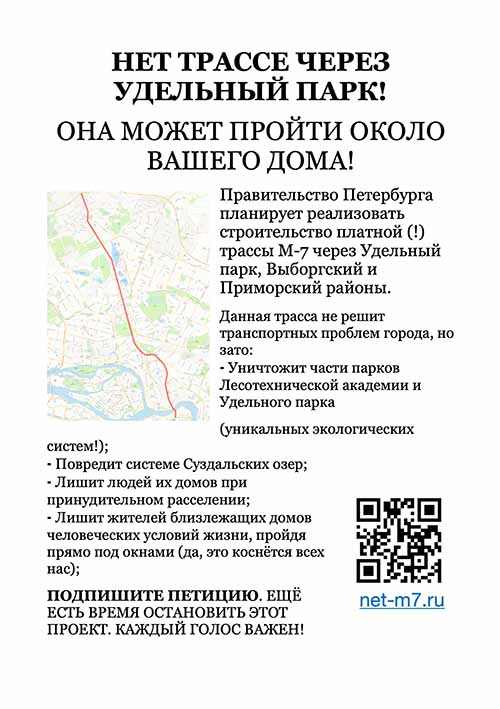 НЕТ ТРАССЕ ЧЕРЕЗ
УДЕЛЬНЫЙ ПАРК!
ОНА МОЖЕТ ПРОЙТИ ОКОЛО
ВАШЕГО ДОМА!
Правительство Петербурга
планирует реализовать
строительство платной (!)
трассы М-7 через Удельный
парк, Выборгский и
Приморский районы.
Данная трасса не решит
транспортных проблем города, но
зато:
- Уничтожит части парков
Лесотехнической академии и
Удельного парка
(уникальных экологических
систем!);
- Повредит системе Суздальских озер;
- Лишит людей их домов при
принудительном расселении;
- Лишит жителей близлежащих домов
человеческих условий жизни, пройдя
прямо под окнами (да, это коснётся всех
нас);
ПОДПИШИТЕ ПЕТИЦИЮ. ЕЩЁ
ЕСТЬ ВРЕМЯ ОСТАНОВИТЬ ЭТОТ
ПРОЕКТ. КАЖДЫЙ ГОЛОС ВАЖЕН!
net-m7.ru